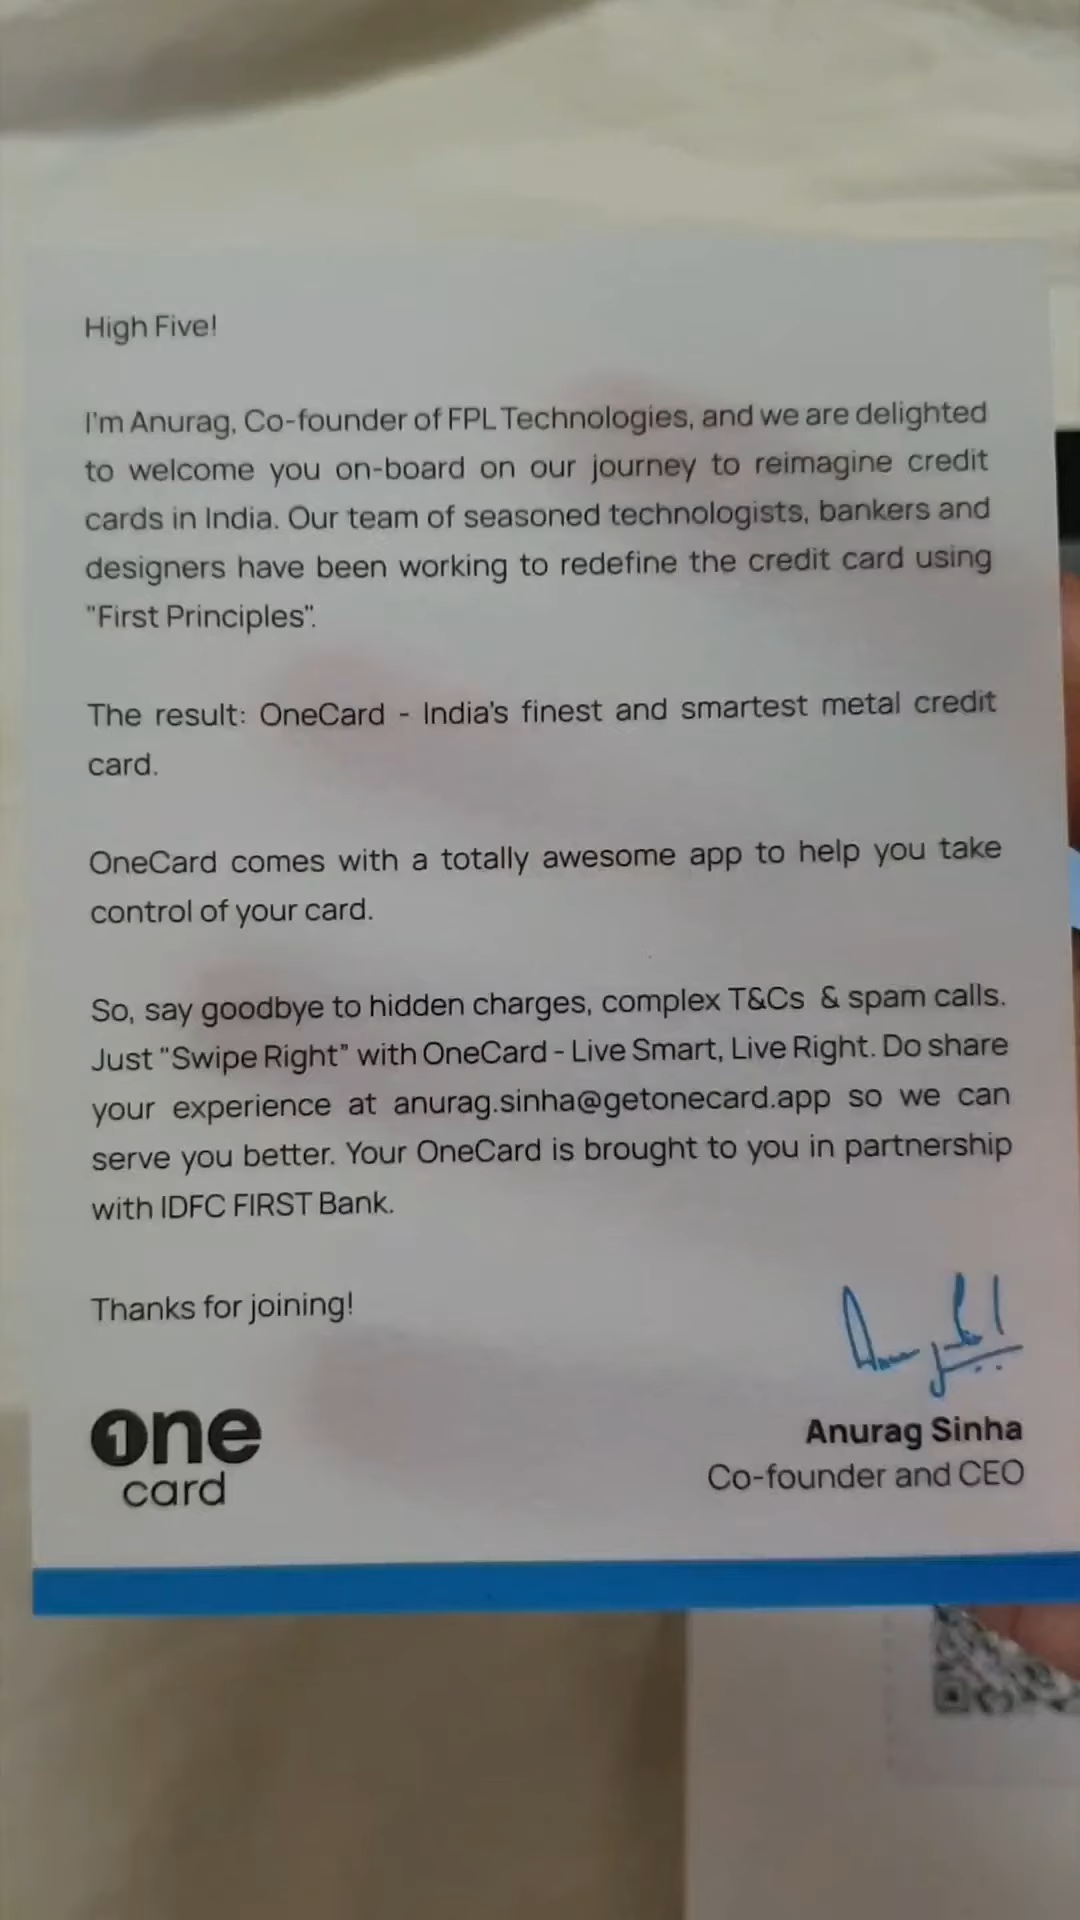 High Five!
I'm Anurag, Co-founder of FPL Technologies, and we are delighted
to welcome you on-board on our journey to reimagine credit
cards in India. Our team of seasoned technologists, bankers and
designers have been working to redefine the credit card using
"First Principles".
The result: OneCard - India's finest and smartest metal credit
card.
OneCard comes with a totally awesome app to help you take
control of your card.
So, say goodbye to hidden charges, complex T&Cs & spam calls.
Just "Swipe Right" with OneCard - Live Smart, Live Right. Do share
your experience at anurag.sinha@getonecard.app so we can
serve you better. Your OneCard is brought to you in partnership
with IDFC FIRST Bank.
Thanks for joining!
one
card
Anurag Sinha
Co-founder and CEO